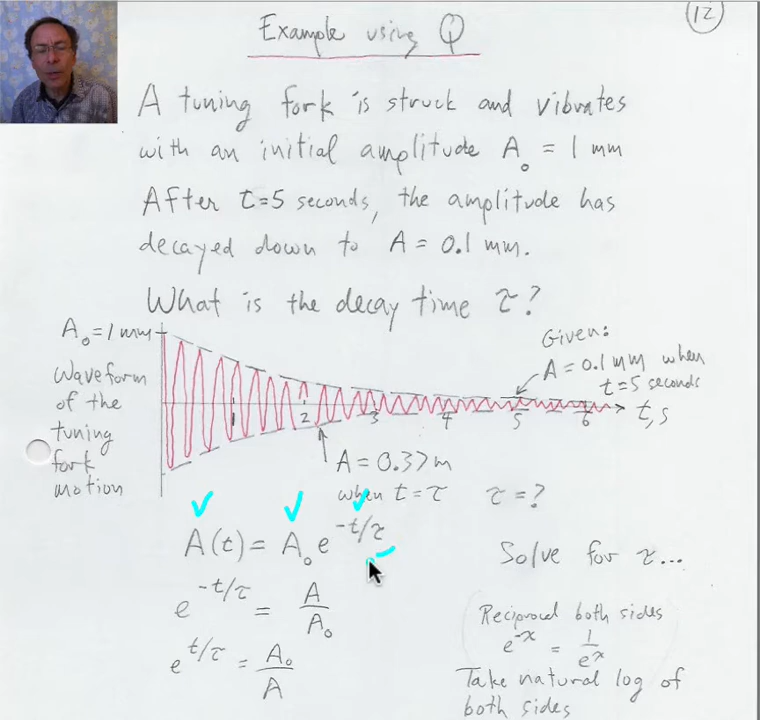 12
Example using Q
A tuning fork is struck and vibrates
with an initial amplitude A₀ = 1 mm
After t=5 seconds, the amplitude has
decayed down to A = 0.1 mm.
What is the decay time τ?
A₀ = 1 mm
Waveform
of the
tuning
fork
motion
Given:
A = 0.1 mm when
t = 5 seconds
1 2 3 4 5 6 t, s
A = 0.37 m
when t = τ τ = ?
A(t) = A₀ e^(-t/τ)
Solve for τ...
e^(-t/τ) = A/A₀
e^(t/τ) = A₀/A
(Reciprocal both sides
e^(-x) = 1/e^x)
Take natural log of
both sides